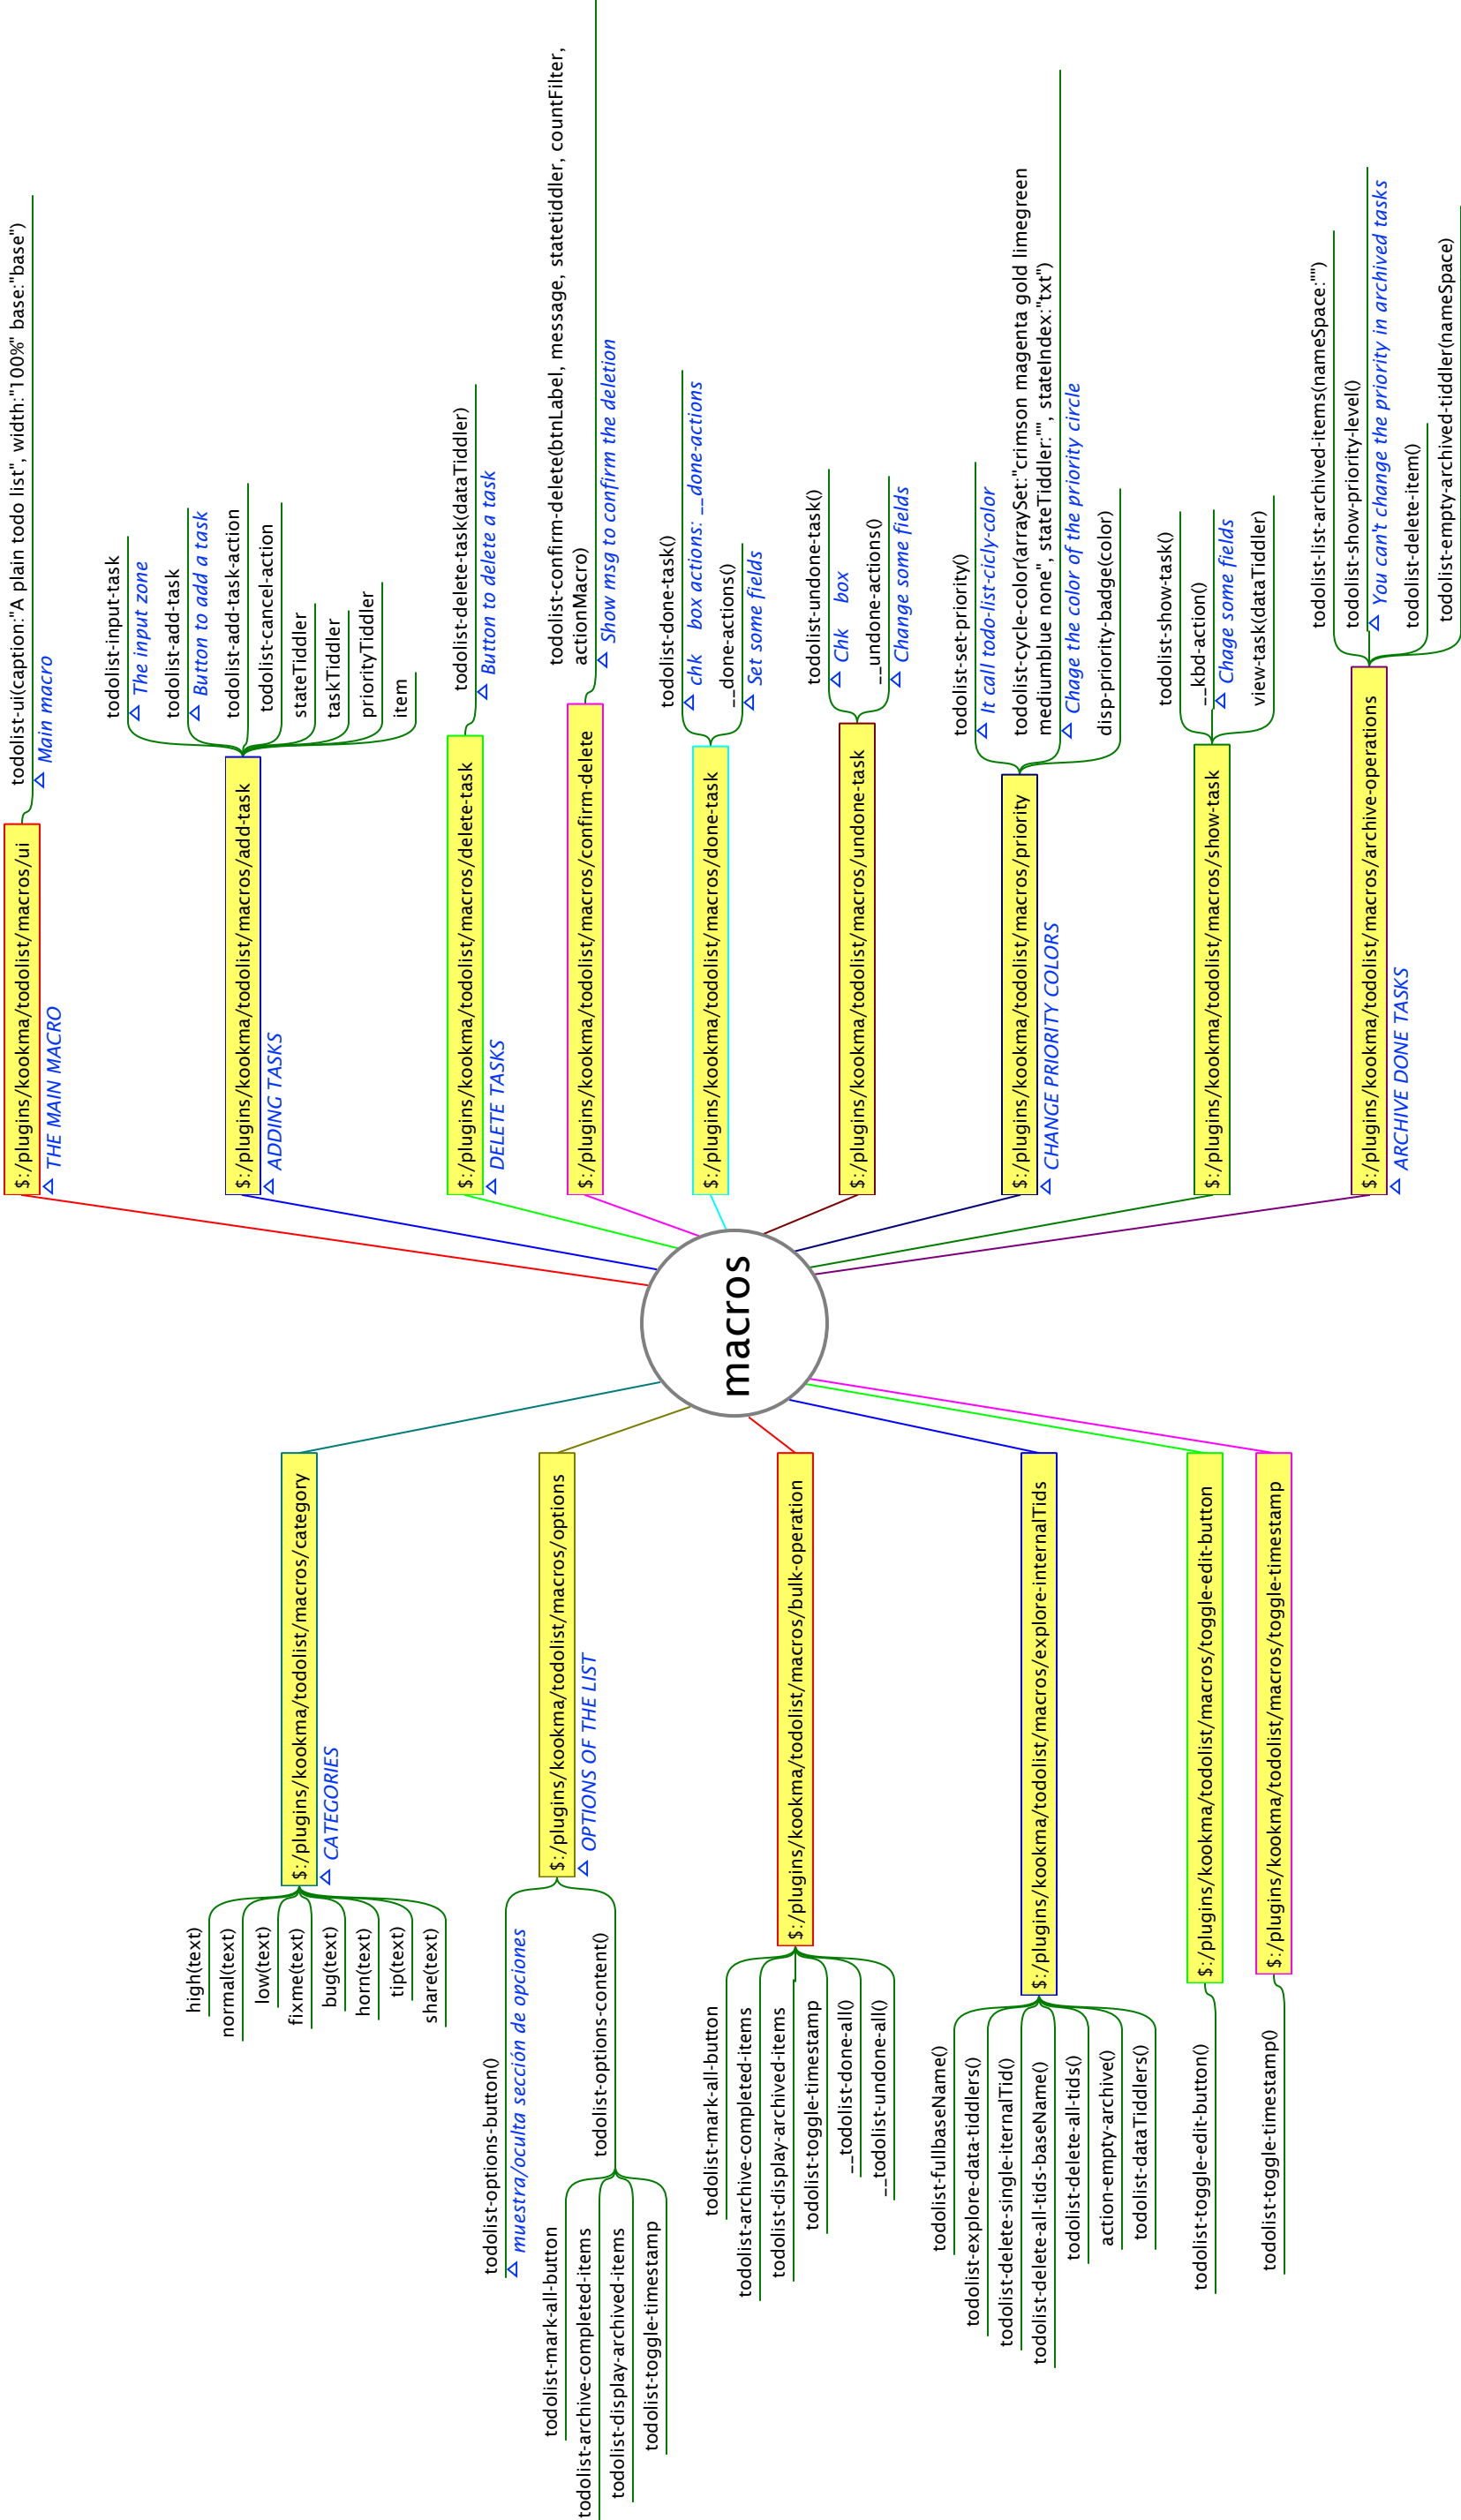 macros
$:/plugins/kookma/todolist/macros/ui
THE MAIN MACRO
todolist-ui(caption:"A plain todo list", width:"100%" base:"base")
Main macro
$:/plugins/kookma/todolist/macros/add-task
ADDING TASKS
todolist-input-task
The input zone
todolist-add-task
Button to add a task
todolist-add-task-action
todolist-cancel-action
stateTiddler
taskTiddler
priorityTiddler
item
$:/plugins/kookma/todolist/macros/delete-task
DELETE TASKS
todolist-delete-task(dataTiddler)
Button to delete a task
$:/plugins/kookma/todolist/macros/confirm-delete
todolist-confirm-delete(btnLabel, message, statetiddler, countFilter,
actionMacro)
Show msg to confirm the deletion
$:/plugins/kookma/todolist/macros/done-task
todolist-done-task()
chk box actions: __done-actions
__done-actions()
Set some fields
$:/plugins/kookma/todolist/macros/undone-task
todolist-undone-task()
Chk box
__undone-actions()
Change some fields
$:/plugins/kookma/todolist/macros/priority
CHANGE PRIORITY COLORS
todolist-set-priority()
It call todo-list-cicly-color
todolist-cycle-color(arraySet:"crimson magenta gold limegreen
mediumblue none", stateTiddler:"", stateIndex:"txt")
Chage the color of the priority circle
disp-priority-badge(color)
$:/plugins/kookma/todolist/macros/show-task
todolist-show-task()
__kbd-action()
Chage some fields
view-task(dataTiddler)
$:/plugins/kookma/todolist/macros/archive-operations
ARCHIVE DONE TASKS
todolist-list-archived-items(nameSpace:"")
todolist-show-priority-level()
You can't change the priority in archived tasks
todolist-delete-item()
todolist-empty-archived-tiddler(nameSpace)
$:/plugins/kookma/todolist/macros/category
CATEGORIES
high(text)
normal(text)
low(text)
fixme(text)
bug(text)
horn(text)
tip(text)
share(text)
$:/plugins/kookma/todolist/macros/options
OPTIONS OF THE LIST
todolist-options-button()
muestra/oculta sección de opciones
todolist-options-content()
todolist-mark-all-button
todolist-archive-completed-items
todolist-display-archived-items
todolist-toggle-timestamp
$:/plugins/kookma/todolist/macros/bulk-operation
todolist-mark-all-button
todolist-archive-completed-items
todolist-display-archived-items
todolist-toggle-timestamp
__todolist-done-all()
__todolist-undone-all()
$:/plugins/kookma/todolist/macros/explore-internalTids
todolist-fullbaseName()
todolist-explore-data-tiddlers()
todolist-delete-single-iternalTid()
todolist-delete-all-tids-baseName()
todolist-delete-all-tids()
action-empty-archive()
todolist-dataTiddlers()
$:/plugins/kookma/todolist/macros/toggle-edit-button
todolist-toggle-edit-button()
$:/plugins/kookma/todolist/macros/toggle-timestamp
todolist-toggle-timestamp()